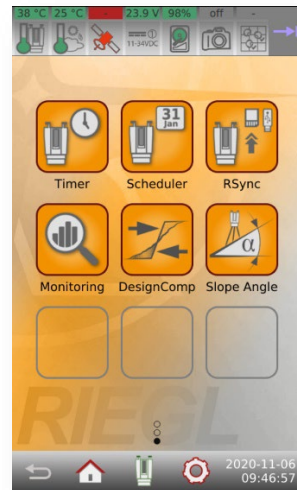 38 °C 25 °C - 23.9 V 98% off -
11-34VDC
31
Jan
Timer Scheduler RSync
α
Monitoring DesignComp Slope Angle
RIEGL
2020-11-06
09:46:57